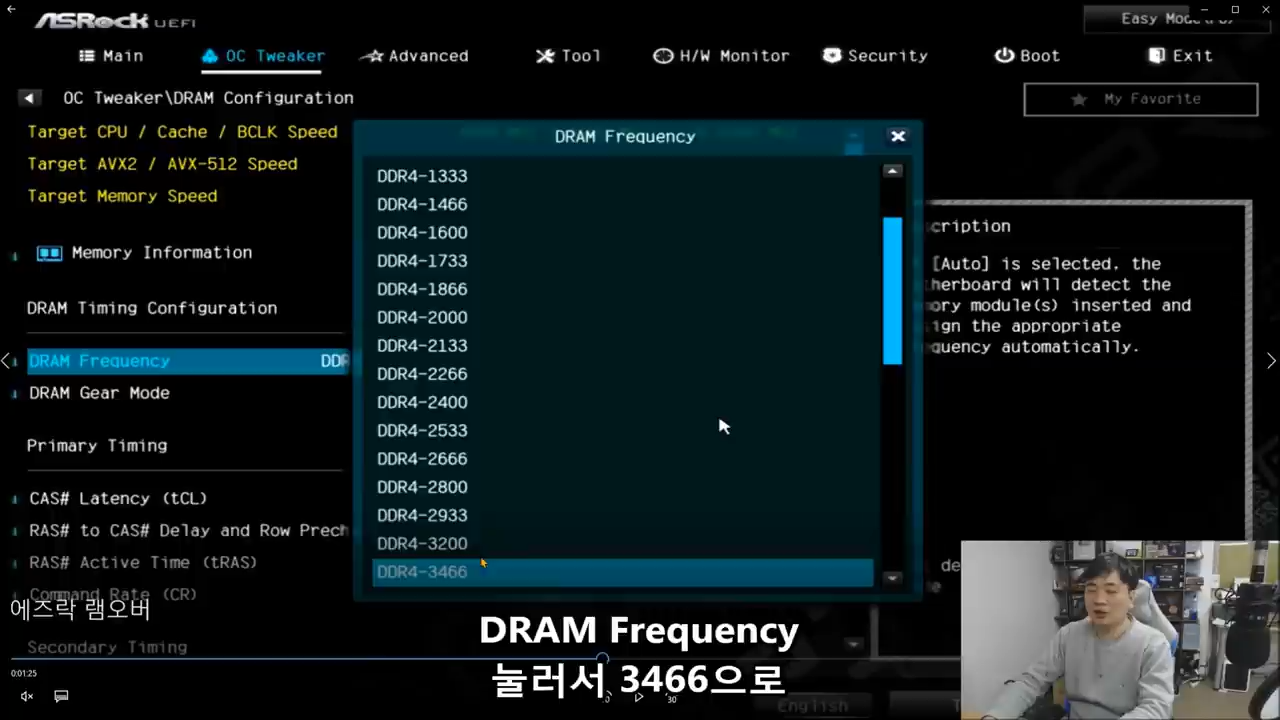 ASRock UEFI
Easy Mode
Main
OC Tweaker
Advanced
Tool
H/W Monitor
Security
Boot
Exit
OC Tweaker\DRAM Configuration
My Favorite
Target CPU / Cache / BCLK Speed
Target AVX2 / AVX-512 Speed
Target Memory Speed
Memory Information
DRAM Timing Configuration
DRAM Frequency
DDR
DRAM Gear Mode
Primary Timing
CAS# Latency (tCL)
RAS# to CAS# Delay and Row Prech
RAS# Active Time (tRAS)
Command Rate (CR)
Secondary Timing
DRAM Frequency
DDR4-1333
DDR4-1466
DDR4-1600
DDR4-1733
DDR4-1866
DDR4-2000
DDR4-2133
DDR4-2266
DDR4-2400
DDR4-2533
DDR4-2666
DDR4-2800
DDR4-2933
DDR4-3200
DDR4-3466
cription
[Auto] is selected, the
herboard will detect the
ory module(s) inserted and
ign the appropriate
quency automatically.
de
에즈락 램오버
DRAM Frequency
눌러서 3466으로
0:01:25
30
English